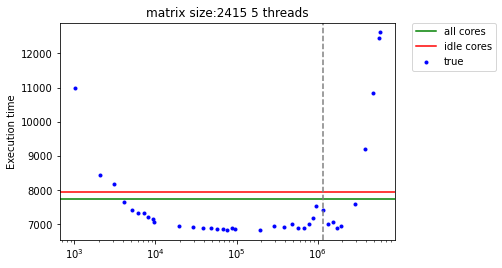 matrix size:2415 5 threads
all cores
idle cores
true
Execution time
12000
11000
10000
9000
8000
7000
10³
10⁴
10⁵
10⁶